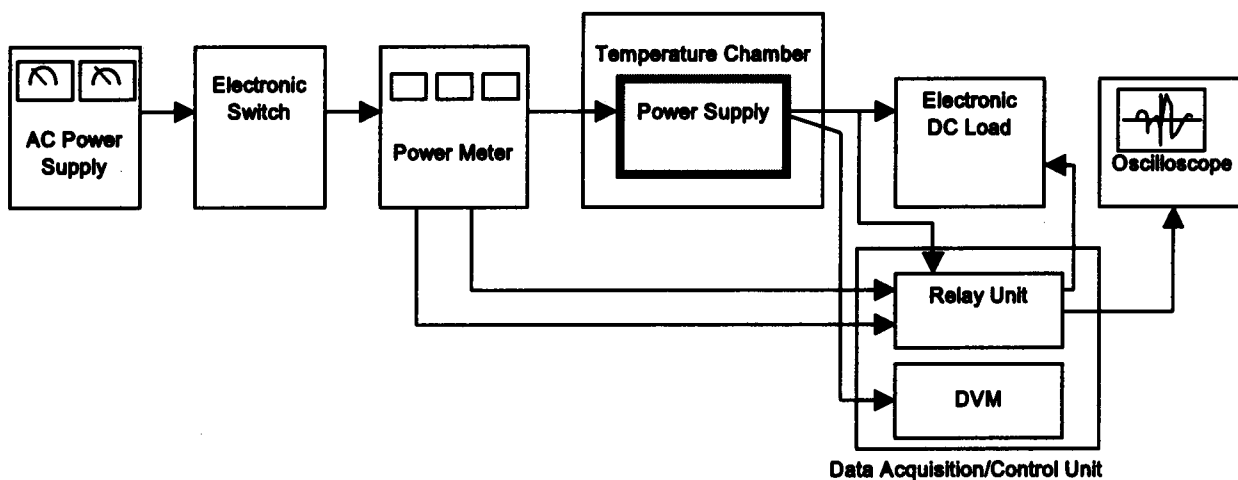 AC Power
Supply
Electronic
Switch
Power Meter
Temperature Chamber
Power Supply
Electronic
DC Load
Oscilloscope
Relay Unit
DVM
Data Acquisition/Control Unit